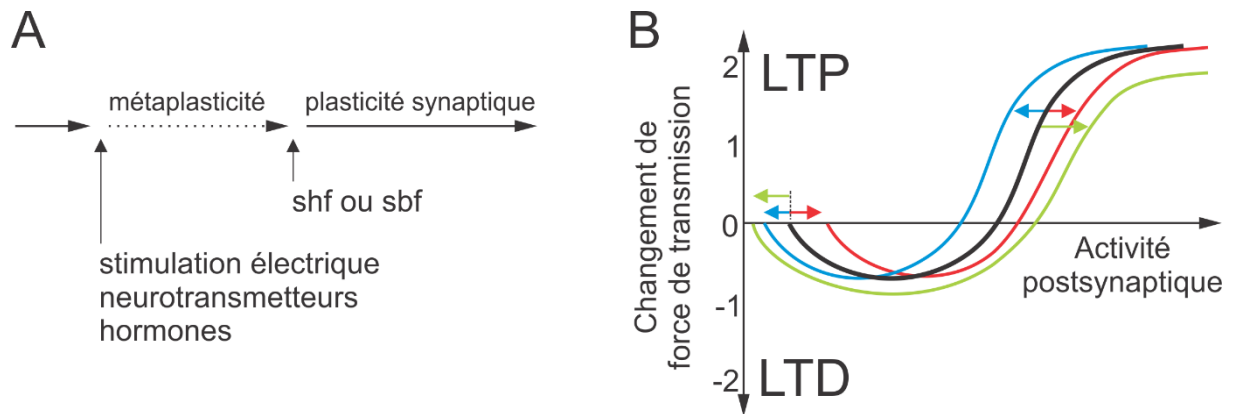 A
métaplasticité
plasticité synaptique
shf ou sbf
stimulation électrique
neurotransmetteurs
hormones
B
Changement de
force de transmission
2
1
0
-1
-2
LTP
LTD
Activité
postsynaptique